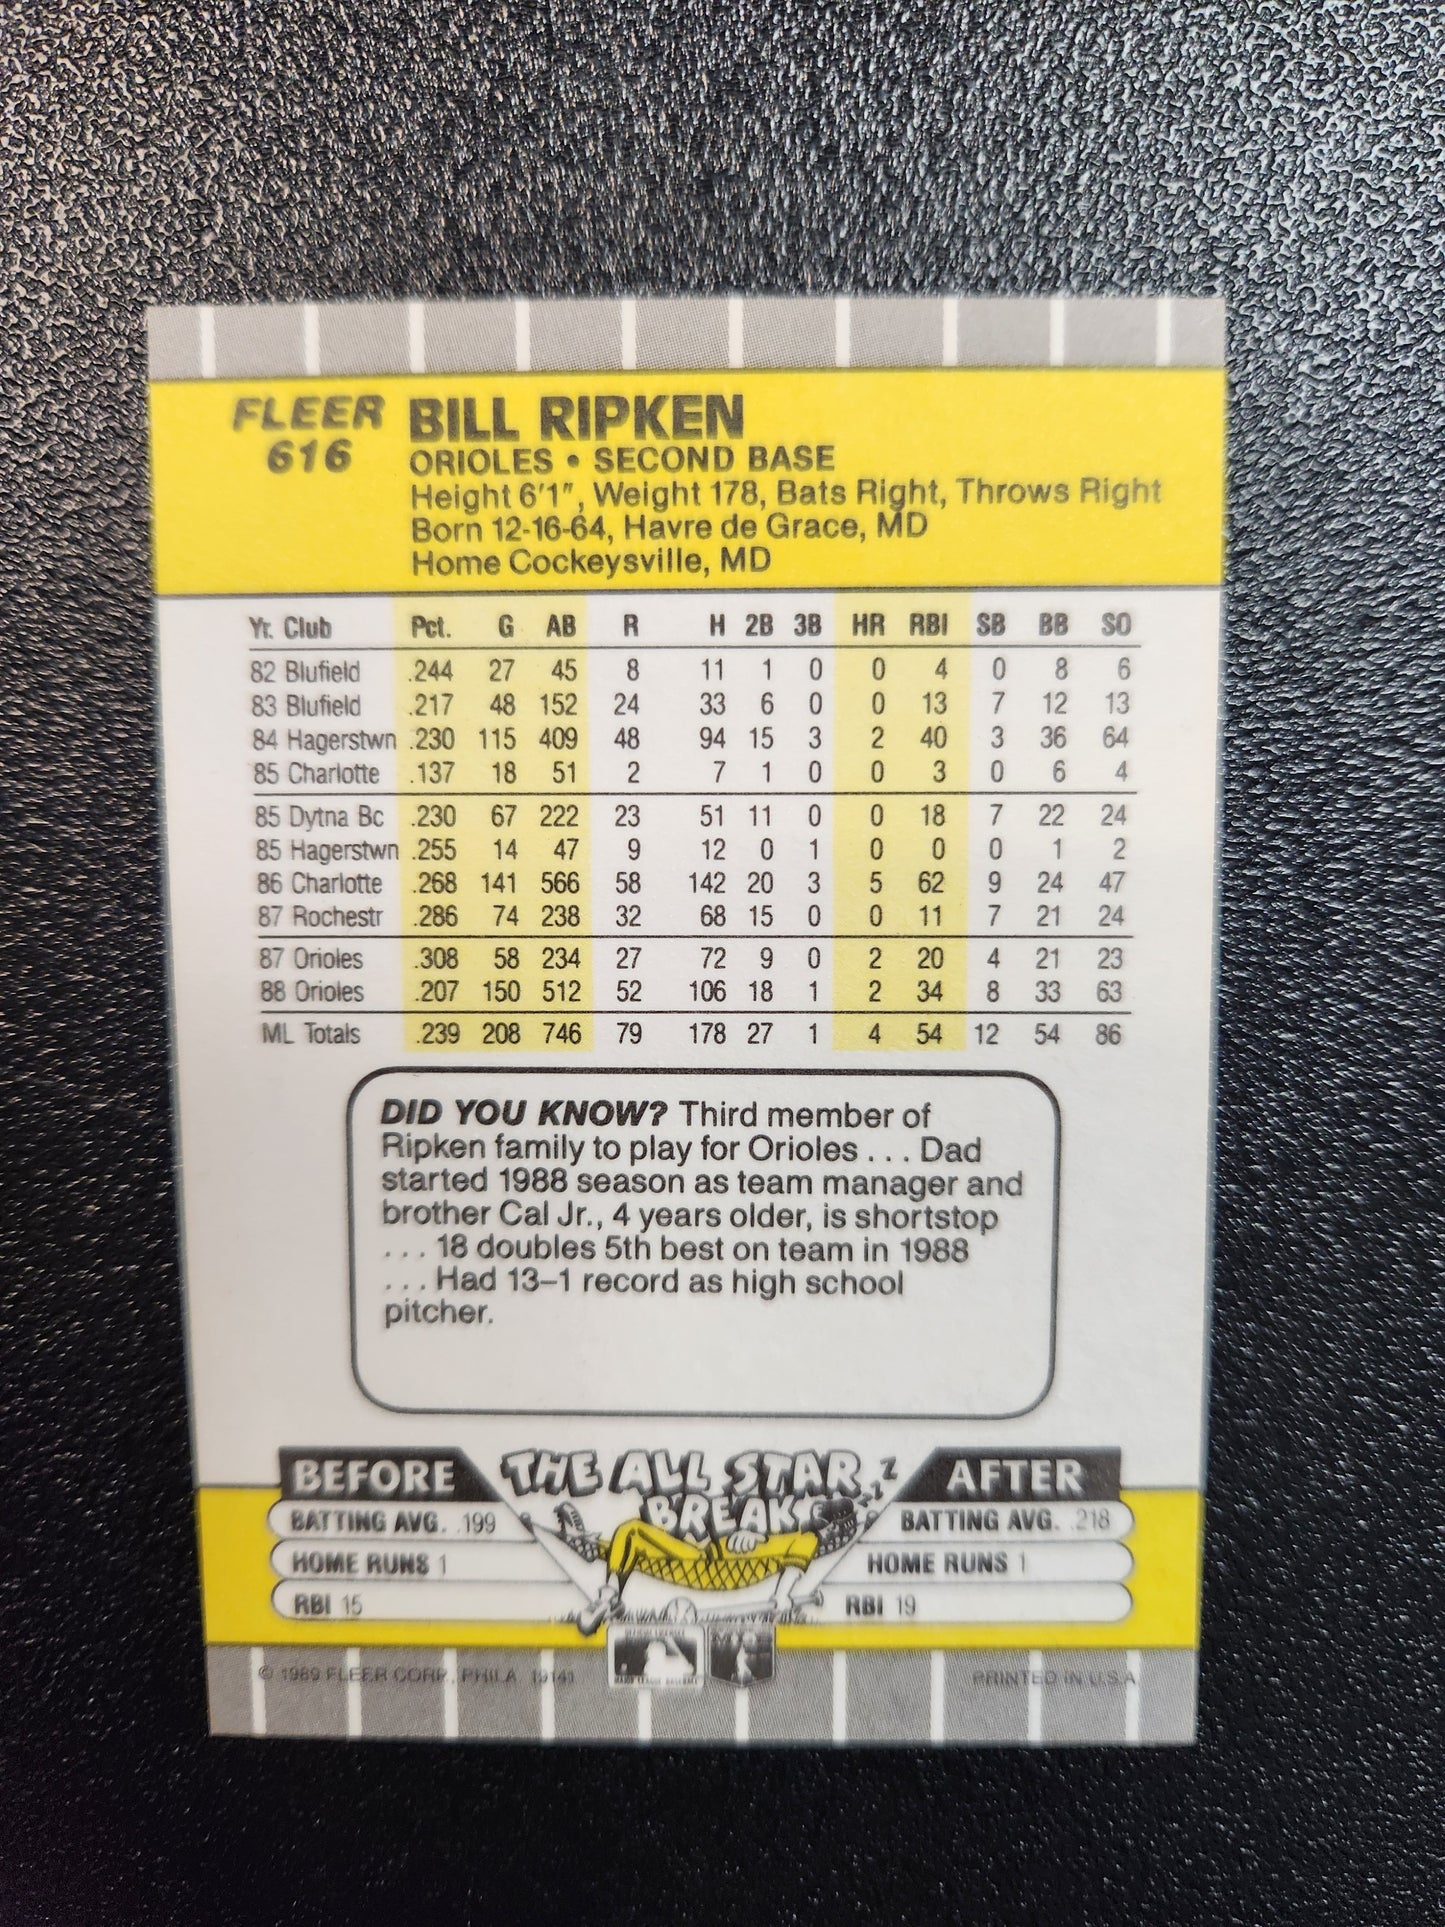 FLEER
616
BILL RIPKEN
ORIOLES • SECOND BASE
Height 6'1", Weight 178, Bats Right, Throws Right
Born 12-16-64, Havre de Grace, MD
Home Cockeysville, MD
Yr. Club Pct. G AB R H 2B 3B HR RBI SB BB SO
82 Blufield .244 27 45 8 11 1 0 0 4 0 8 6
83 Blufield .217 48 152 24 33 6 0 0 13 7 12 13
84 Hagerstwn .230 115 409 48 94 15 3 2 40 3 36 64
85 Charlotte .137 18 51 2 7 1 0 0 3 0 6 4
85 Dytna Bc .230 67 222 23 51 11 0 0 18 7 22 24
85 Hagerstwn .255 14 47 9 12 0 1 0 0 0 1 2
86 Charlotte .268 141 566 58 142 20 3 5 62 9 24 47
87 Rochestr .286 74 238 32 68 15 0 0 11 7 21 24
87 Orioles .308 58 234 27 72 9 0 2 20 4 21 23
88 Orioles .207 150 512 52 106 18 1 2 34 8 33 63
ML Totals .239 208 746 79 178 27 1 4 54 12 54 86
DID YOU KNOW? Third member of
Ripken family to play for Orioles . . . Dad
started 1988 season as team manager and
brother Cal Jr., 4 years older, is shortstop
. . . 18 doubles 5th best on team in 1988
. . . Had 13–1 record as high school
pitcher.
BEFORE
BATTING AVG. .199
HOME RUNS 1
RBI 15
THE ALL STAR
BREAK
Z
AFTER
BATTING AVG. .218
HOME RUNS 1
RBI 19
© 1989 FLEER CORP., PHILA. 19141
PRINTED IN U.S.A